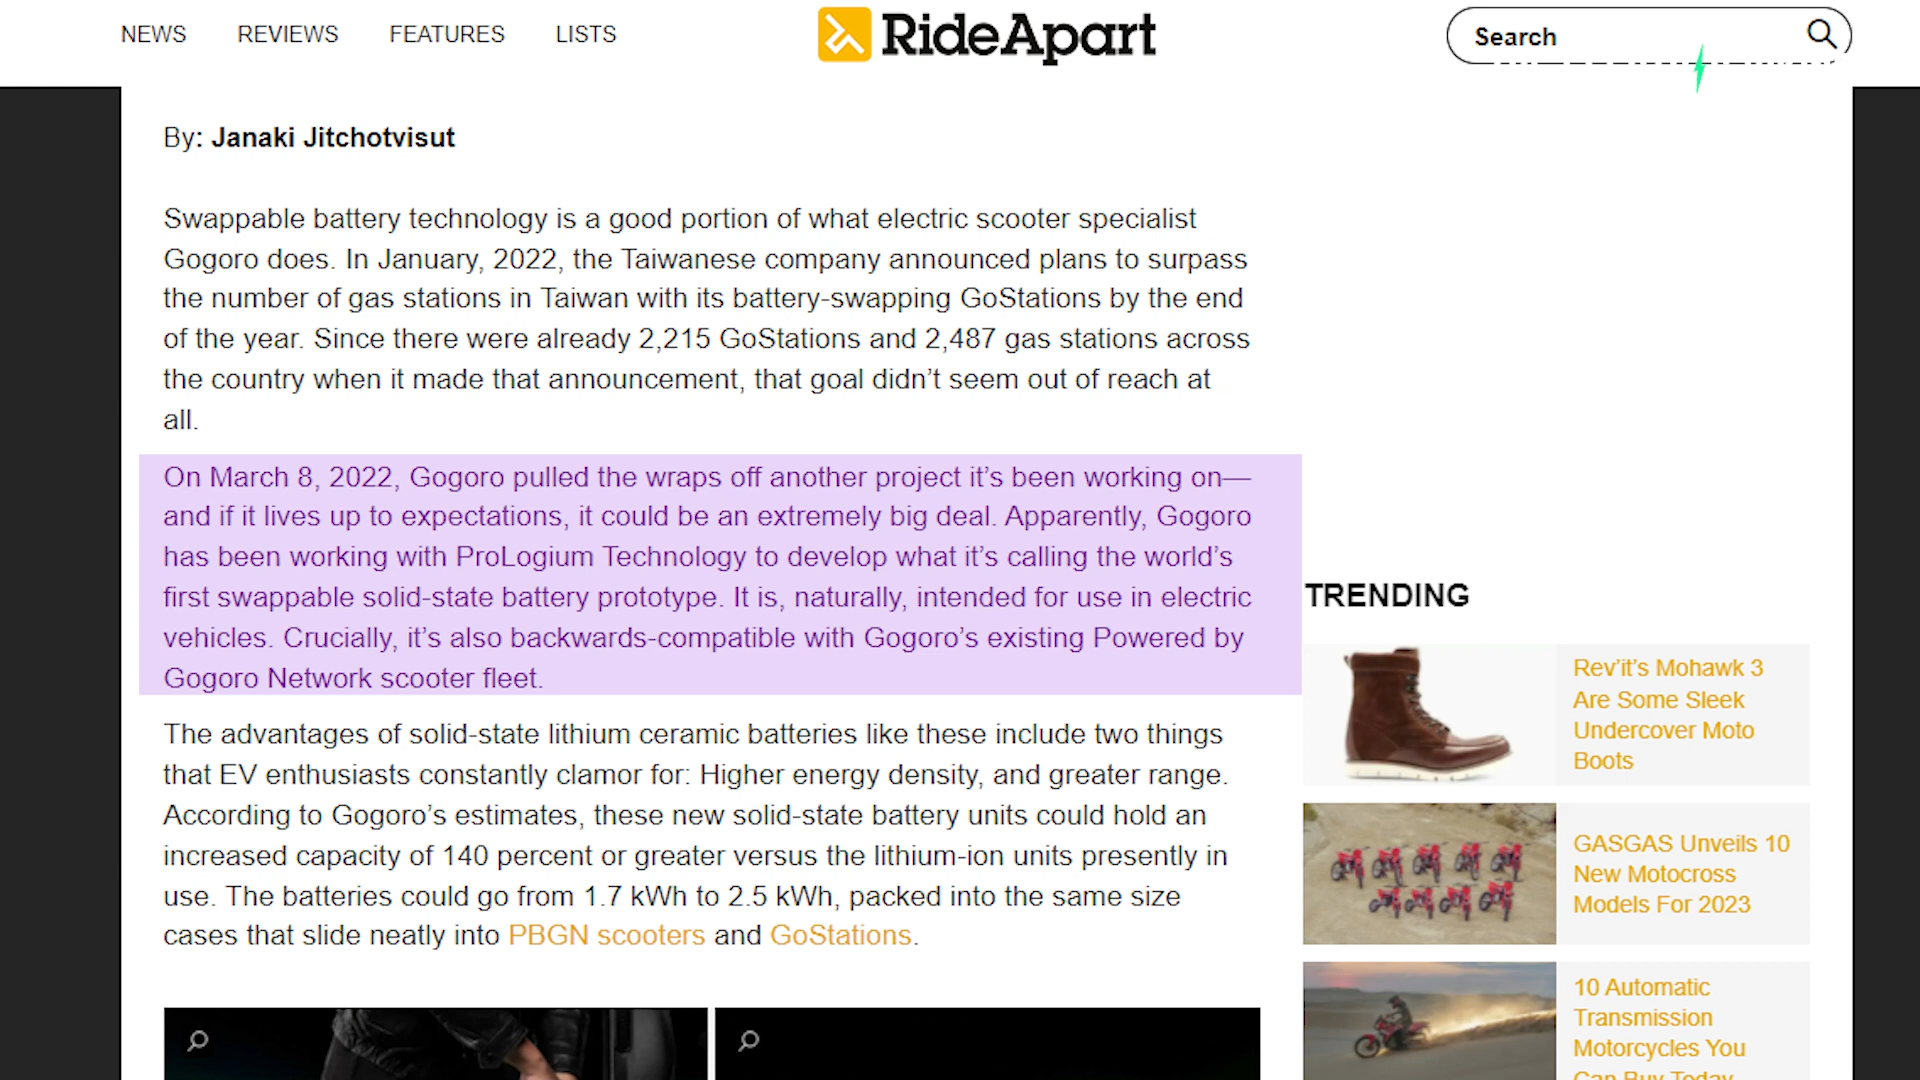 NEWS REVIEWS FEATURES LISTS
RideApart
Search
By: Janaki Jitchotvisut
Swappable battery technology is a good portion of what electric scooter specialist
Gogoro does. In January, 2022, the Taiwanese company announced plans to surpass
the number of gas stations in Taiwan with its battery-swapping GoStations by the end
of the year. Since there were already 2,215 GoStations and 2,487 gas stations across
the country when it made that announcement, that goal didn’t seem out of reach at
all.
On March 8, 2022, Gogoro pulled the wraps off another project it’s been working on—
and if it lives up to expectations, it could be an extremely big deal. Apparently, Gogoro
has been working with ProLogium Technology to develop what it’s calling the world’s
first swappable solid-state battery prototype. It is, naturally, intended for use in electric
vehicles. Crucially, it’s also backwards-compatible with Gogoro’s existing Powered by
Gogoro Network scooter fleet.
The advantages of solid-state lithium ceramic batteries like these include two things
that EV enthusiasts constantly clamor for: Higher energy density, and greater range.
According to Gogoro’s estimates, these new solid-state battery units could hold an
increased capacity of 140 percent or greater versus the lithium-ion units presently in
use. The batteries could go from 1.7 kWh to 2.5 kWh, packed into the same size
cases that slide neatly into PBGN scooters and GoStations.
TRENDING
Rev’it’s Mohawk 3
Are Some Sleek
Undercover Moto
Boots
GASGAS Unveils 10
New Motocross
Models For 2023
10 Automatic
Transmission
Motorcycles You
Can Buy Today